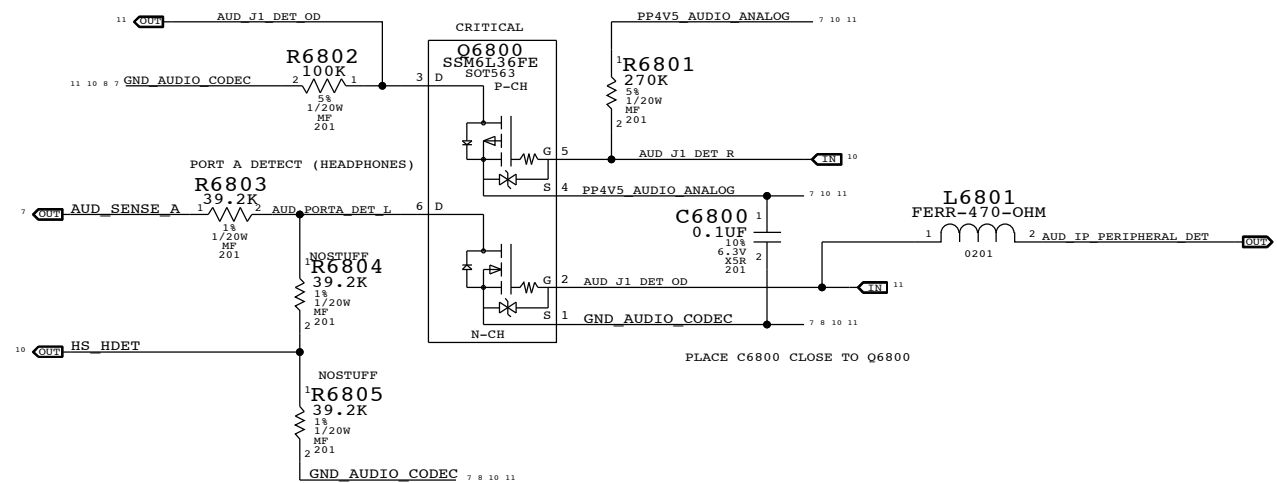 11 OUT AUD_J1_DET_OD
PP4V5_AUDIO_ANALOG 7 10 11
CRITICAL
Q6800
SSM6L36FE
SOT563
P-CH
R6802
100K
11 10 8 7 GND_AUDIO_CODEC 2 1 3 D
5%
1/20W
MF
201
1 R6801
270K
5%
1/20W
MF
2 201
G 5 AUD_J1_DET_R IN 10
PORT A DETECT (HEADPHONES)
S 4 PP4V5_AUDIO_ANALOG 7 10 11
R6803
39.2K
7 OUT AUD_SENSE_A 1 2 AUD_PORTA_DET_L 6 D
1%
1/20W
MF
201
C6800 1
0.1UF
10%
6.3V
X5R 2
201
L6801
FERR-470-OHM
1 2 AUD_IP_PERIPHERAL_DET OUT
0201
NOSTUFF
1 R6804
39.2K
1%
1/20W
MF
2 201
G 2 AUD_J1_DET_OD IN 11
S 1 GND_AUDIO_CODEC 7 8 10 11
N-CH
10 OUT HS_HDET
PLACE C6800 CLOSE TO Q6800
NOSTUFF
1 R6805
39.2K
1%
1/20W
MF
2 201
GND_AUDIO_CODEC 7 8 10 11